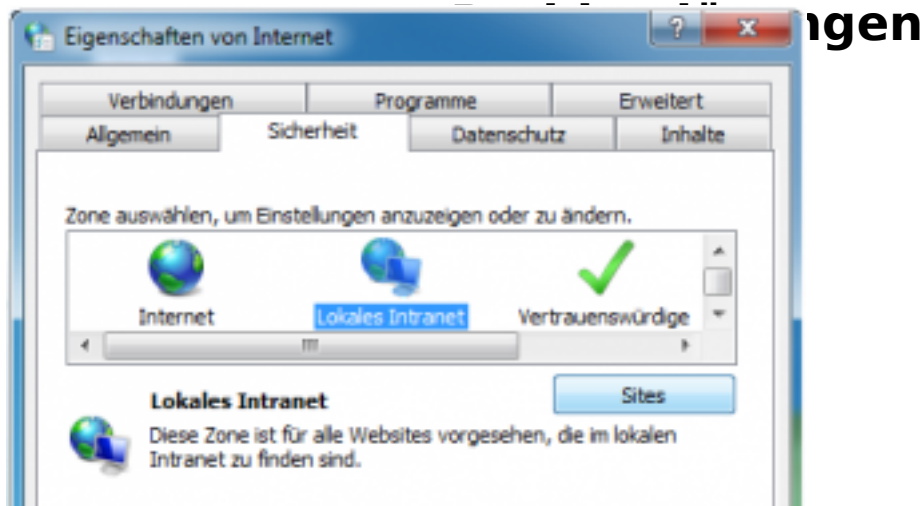 Eigenschaften von Internet
?
x
Verbindungen
Programme
Erweitert
Allgemein
Sicherheit
Datenschutz
Inhalte
Zone auswählen, um Einstellungen anzuzeigen oder zu ändern.
Internet
Lokales Intranet
Vertrauenswürdige
Lokales Intranet
Sites
Diese Zone ist für alle Websites vorgesehen, die im lokalen
Intranet zu finden sind.